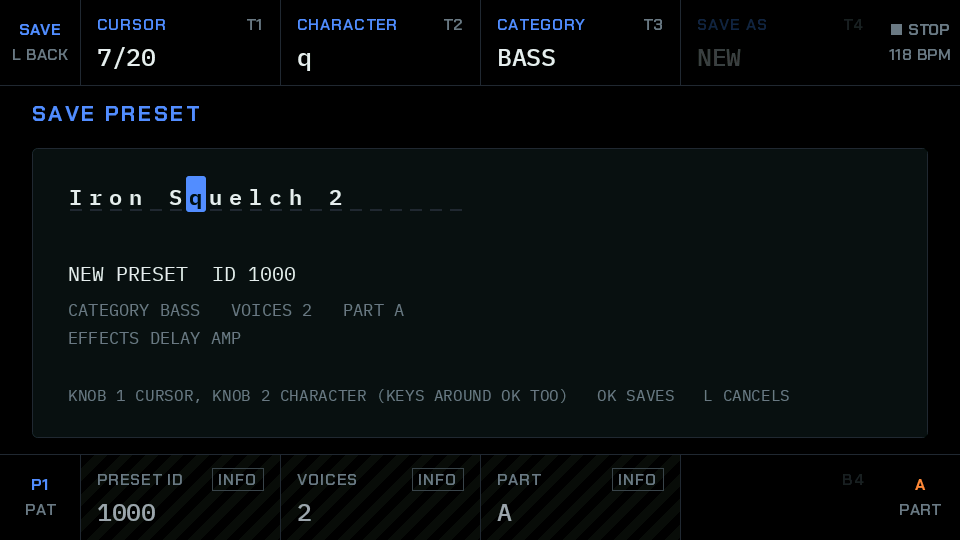 SAVE
L BACK
CURSOR T1
7/20
CHARACTER T2
q
CATEGORY T3
BASS
SAVE AS T4
NEW
STOP
118 BPM
SAVE PRESET
Iron Squelch 2
NEW PRESET ID 1000
CATEGORY BASS VOICES 2 PART A
EFFECTS DELAY AMP
KNOB 1 CURSOR, KNOB 2 CHARACTER (KEYS AROUND OK TOO) OK SAVES L CANCELS
P1
PAT
PRESET ID INFO
1000
VOICES INFO
2
PART INFO
A
B4
A
PART